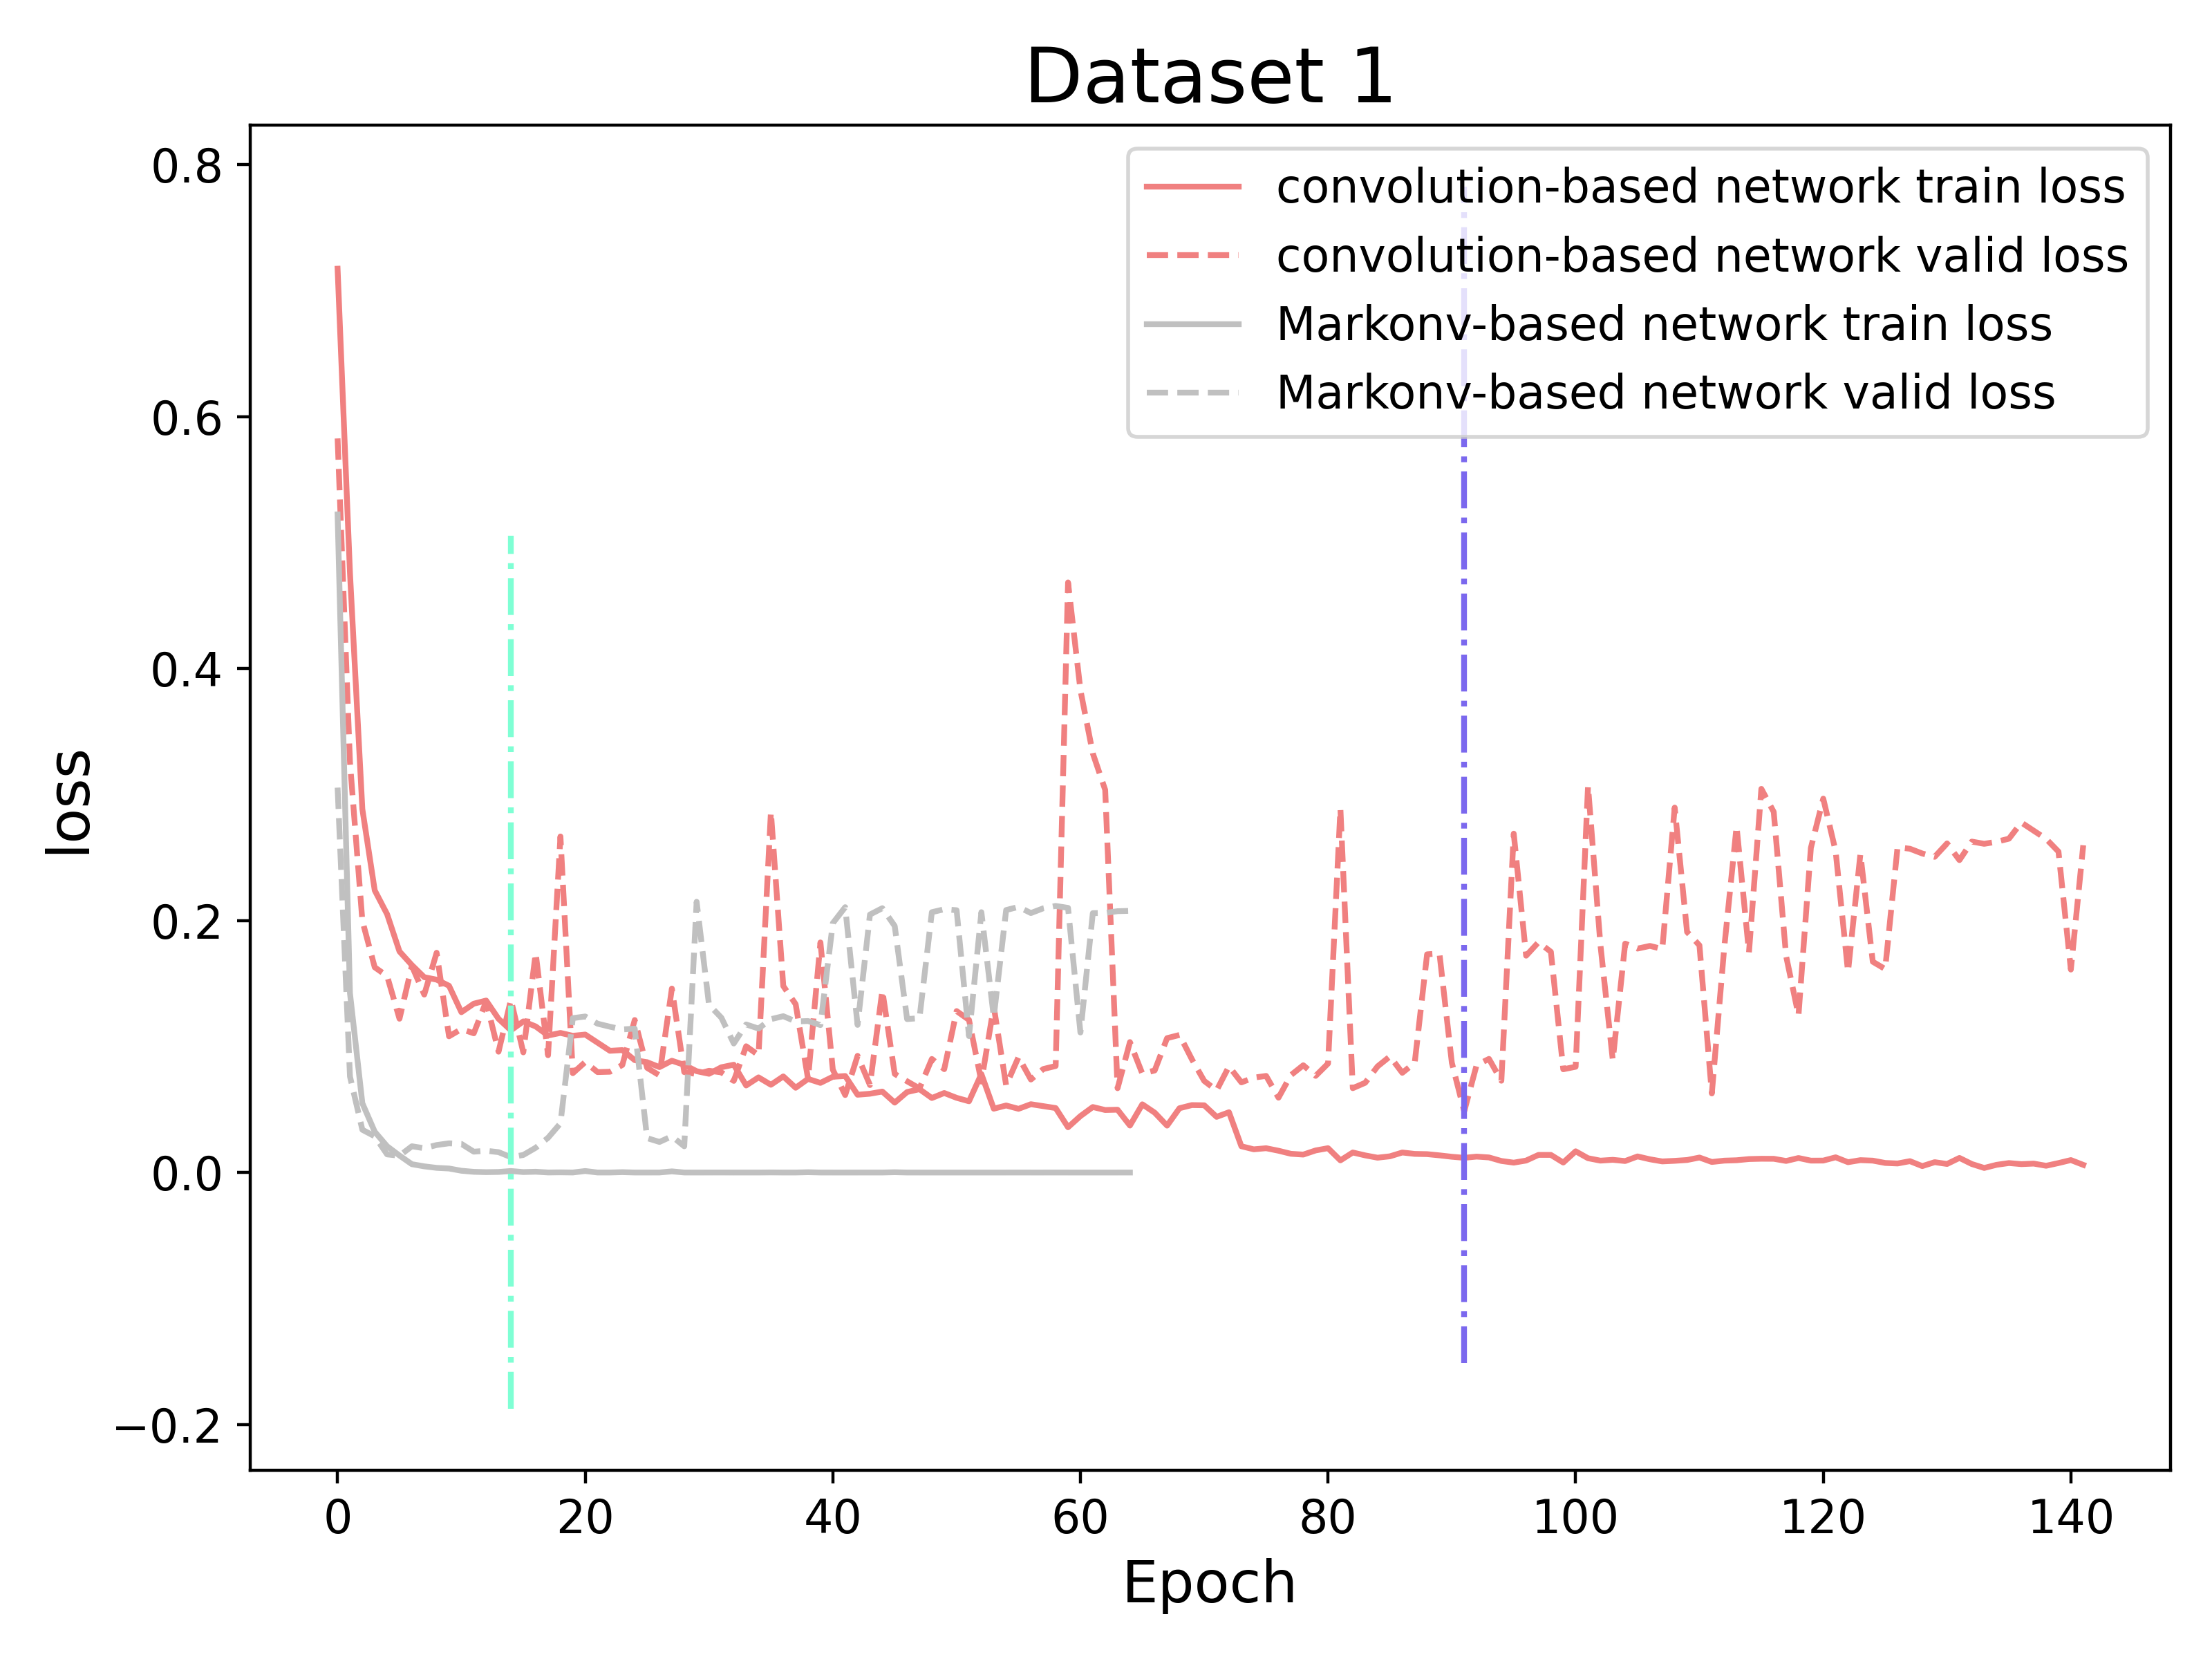 Dataset 1
0.8
0.6
0.4
0.2
0.0
−0.2
loss
convolution-based network train loss
convolution-based network valid loss
Markonv-based network train loss
Markonv-based network valid loss
0 20 40 60 80 100 120 140
Epoch